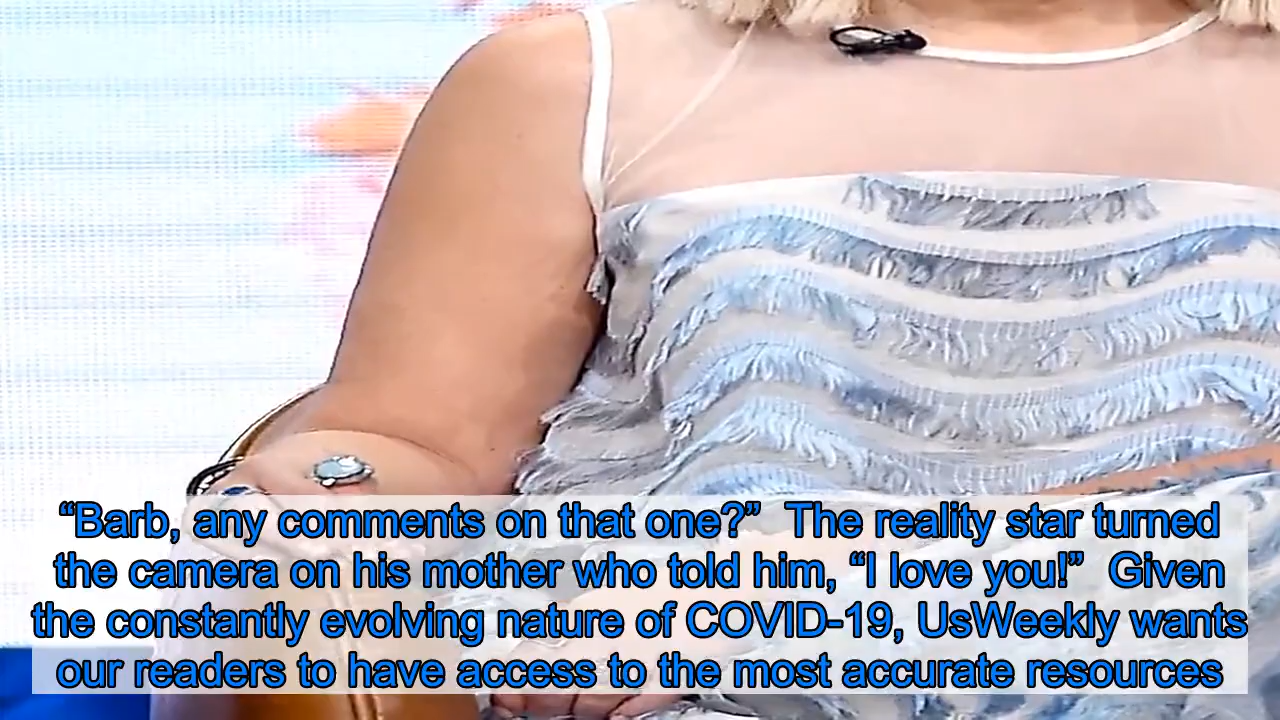 “Barb, any comments on that one?”  The reality star turned
the camera on his mother who told him, “I love you!”  Given
the constantly evolving nature of COVID-19, UsWeekly wants
our readers to have access to the most accurate resources